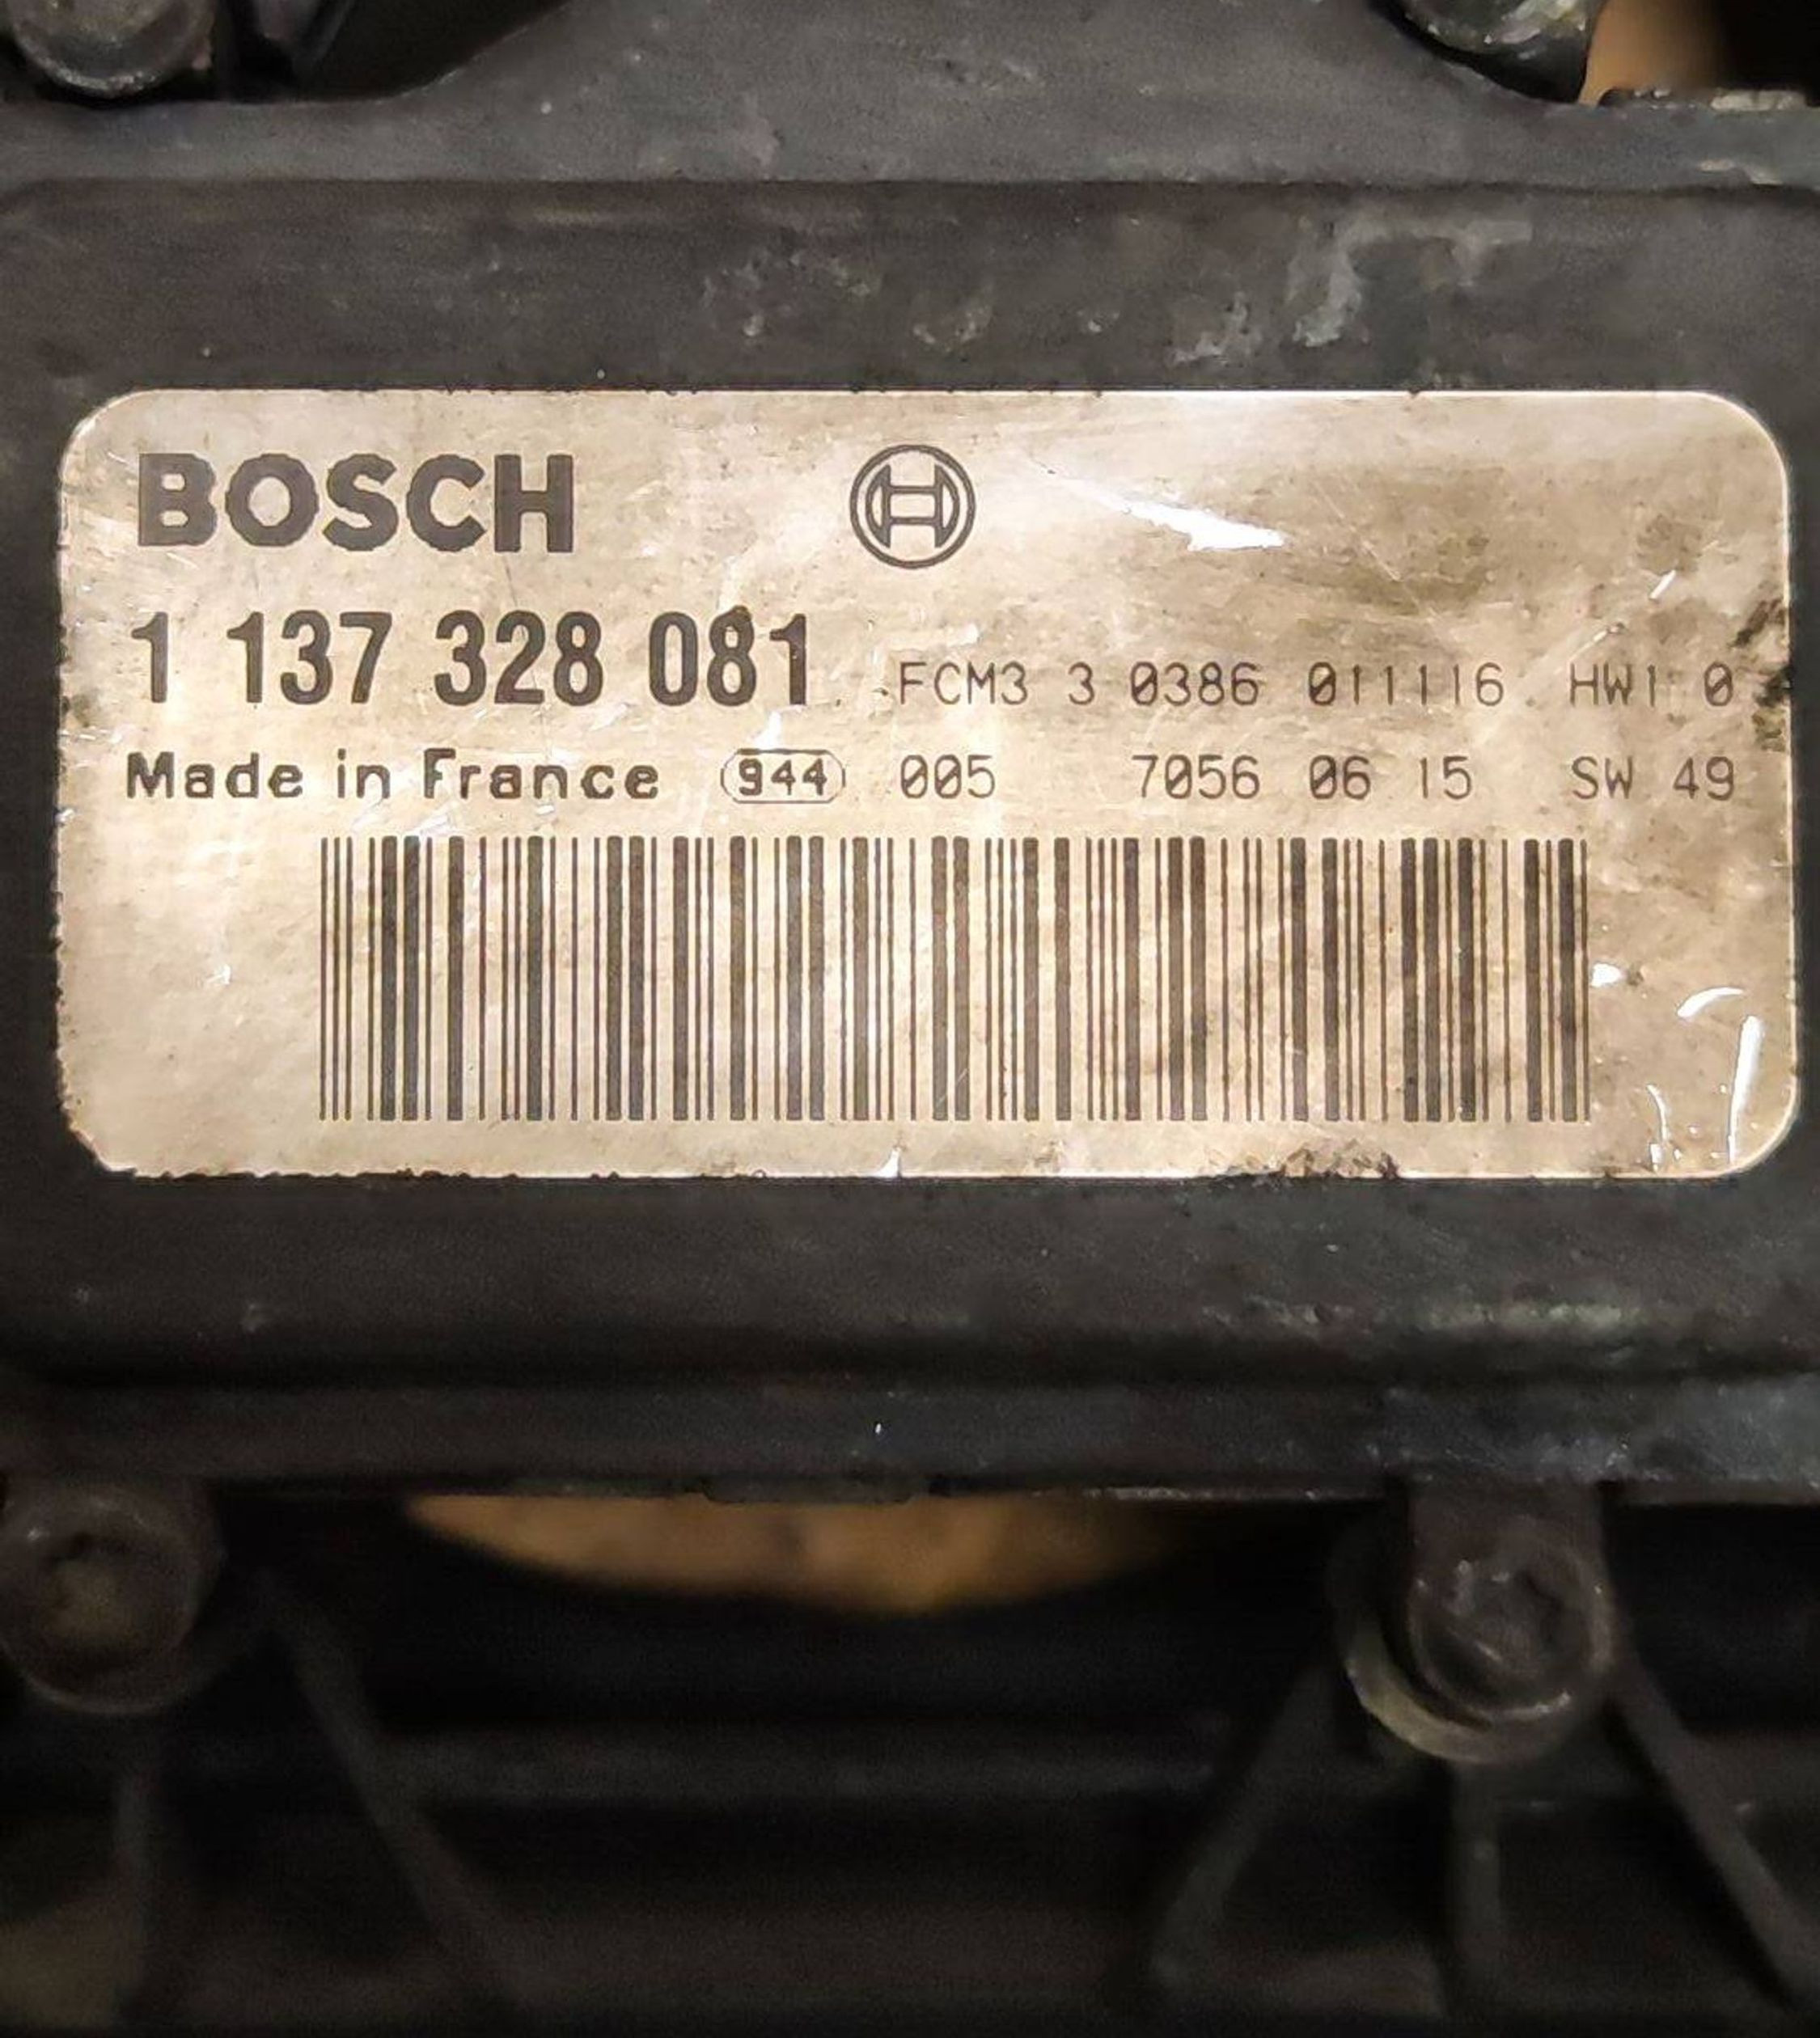 BOSCH
1 137 328 081 FCM3 3 0386 011116 HW1 0
Made in France 944 005 7056 06 15 SW 49